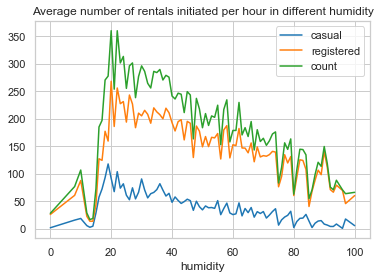 Average number of rentals initiated per hour in different humidity
casual
registered
count
350
300
250
200
150
100
50
0
0
20
40
60
80
100
humidity